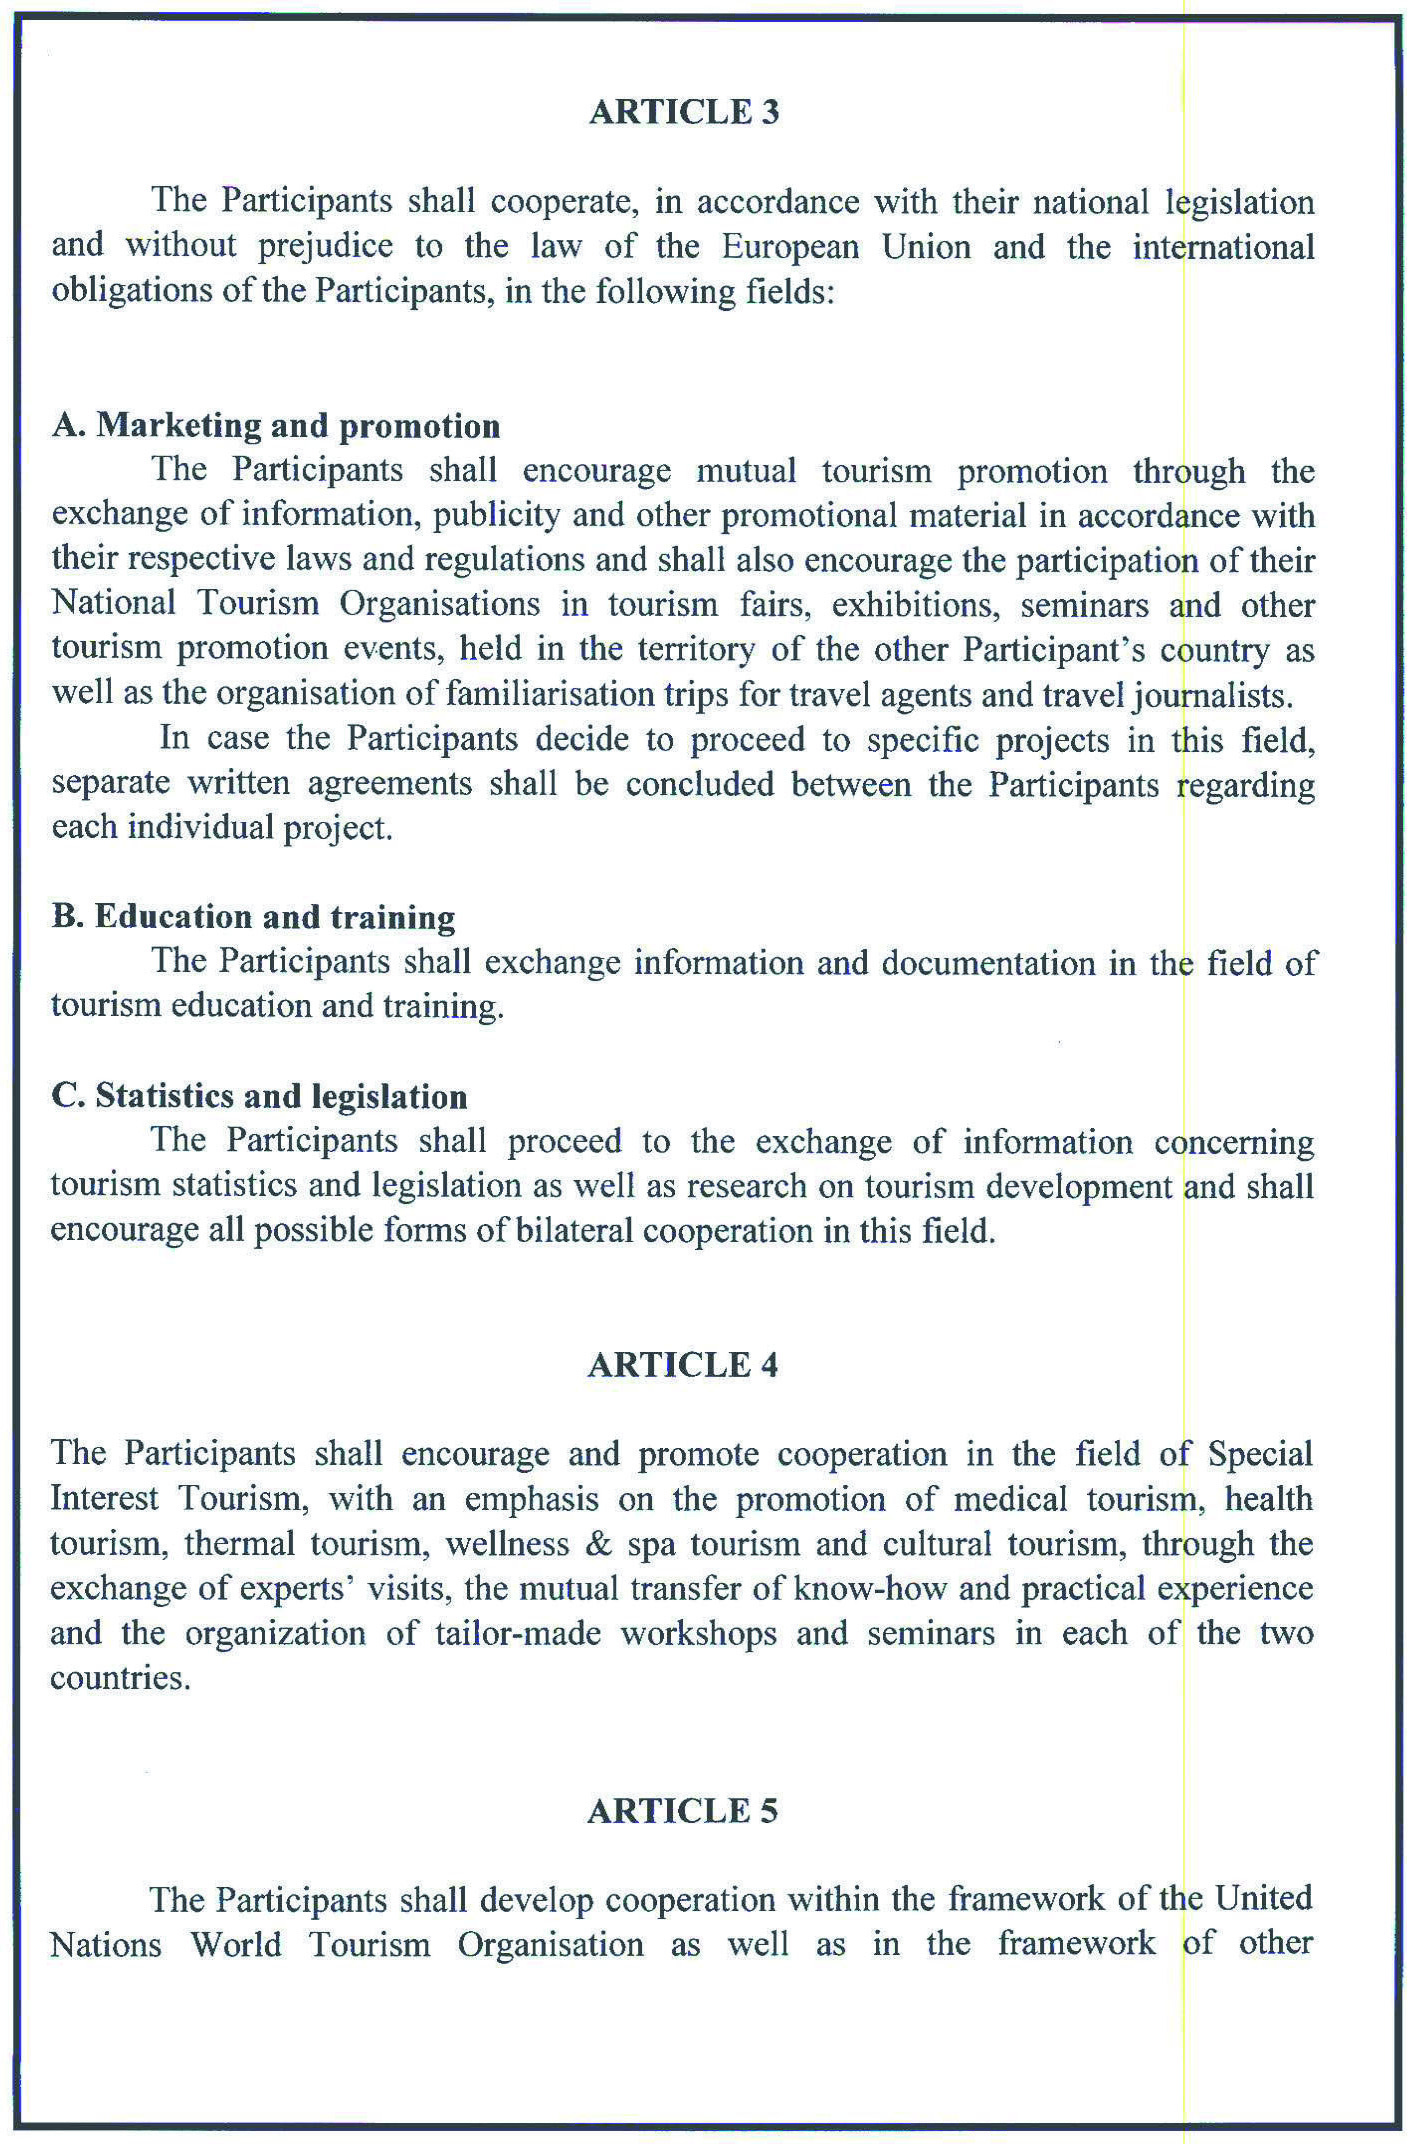 ARTICLE 3
The Participants shall cooperate, in accordance with their national legislation
and without prejudice to the law of the European Union and the international
obligations of the Participants, in the following fields:
A. Marketing and promotion
The Participants shall encourage mutual tourism promotion through the
exchange of information, publicity and other promotional material in accordance with
their respective laws and regulations and shall also encourage the participation of their
National Tourism Organisations in tourism fairs, exhibitions, seminars and other
tourism promotion events, held in the territory of the other Participant's country as
well as the organisation of familiarisation trips for travel agents and travel journalists.
In case the Participants decide to proceed to specific projects in this field,
separate written agreements shall be concluded between the Participants regarding
each individual project.
B. Education and training
The Participants shall exchange information and documentation in the field of
tourism education and training.
C. Statistics and legislation
The Participants shall proceed to the exchange of information concerning
tourism statistics and legislation as well as research on tourism development and shall
encourage all possible forms of bilateral cooperation in this field.
ARTICLE 4
The Participants shall encourage and promote cooperation in the field of Special
Interest Tourism, with an emphasis on the promotion of medical tourism, health
tourism, thermal tourism, wellness & spa tourism and cultural tourism, through the
exchange of experts' visits, the mutual transfer of know-how and practical experience
and the organization of tailor-made workshops and seminars in each of the two
countries.
ARTICLE 5
The Participants shall develop cooperation within the framework of the United
Nations World Tourism Organisation as well as in the framework of other